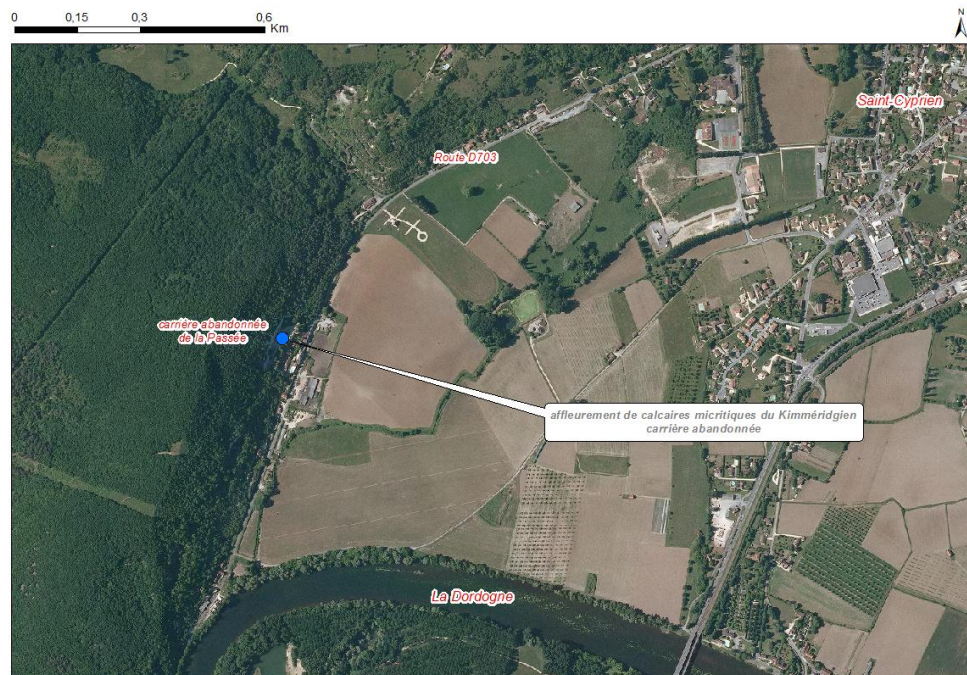 0 0,15 0,3 0,6
Km
N
Saint-Cyprien
Route D703
carrière abandonnée
de la Passée
affleurement de calcaires micritiques du Kimméridgien
carrière abandonnée
La Dordogne